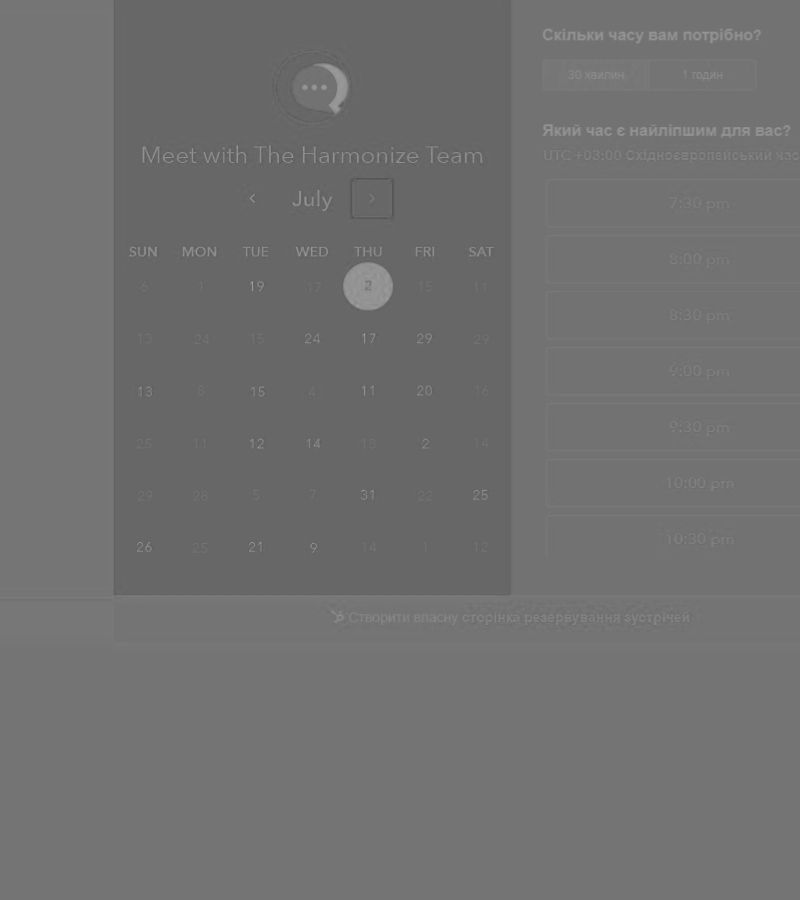 Meet with The Harmonize Team
July
SUN MON TUE WED THU FRI SAT
6 1 19 17 2 15 11
13 24 15 24 17 29 29
13 8 15 4 11 20 16
25 11 12 14 18 2 14
29 28 5 7 31 22 25
26 25 21 9 14 1 12
Скільки часу вам потрібно?
30 хвилин 1 годин
Який час є найліпшим для вас?
UTC +03:00 Східноєвропейський час
7:30 pm
8:00 pm
8:30 pm
9:00 pm
9:30 pm
10:00 pm
10:30 pm
Створити власну сторінка резервування зустрічей